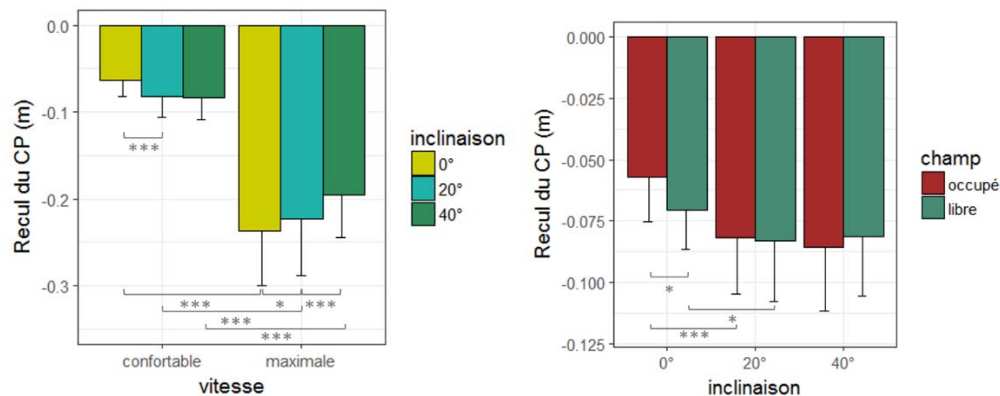 0.0
-0.1
-0.2
-0.3
Recul du CP (m)
***
*** * ***
***
***
confortable maximale
vitesse
inclinaison
0°
20°
40°
0.000
-0.025
-0.050
-0.075
-0.100
-0.125
Recul du CP (m)
*
*
***
0° 20° 40°
inclinaison
champ
occupé
libre